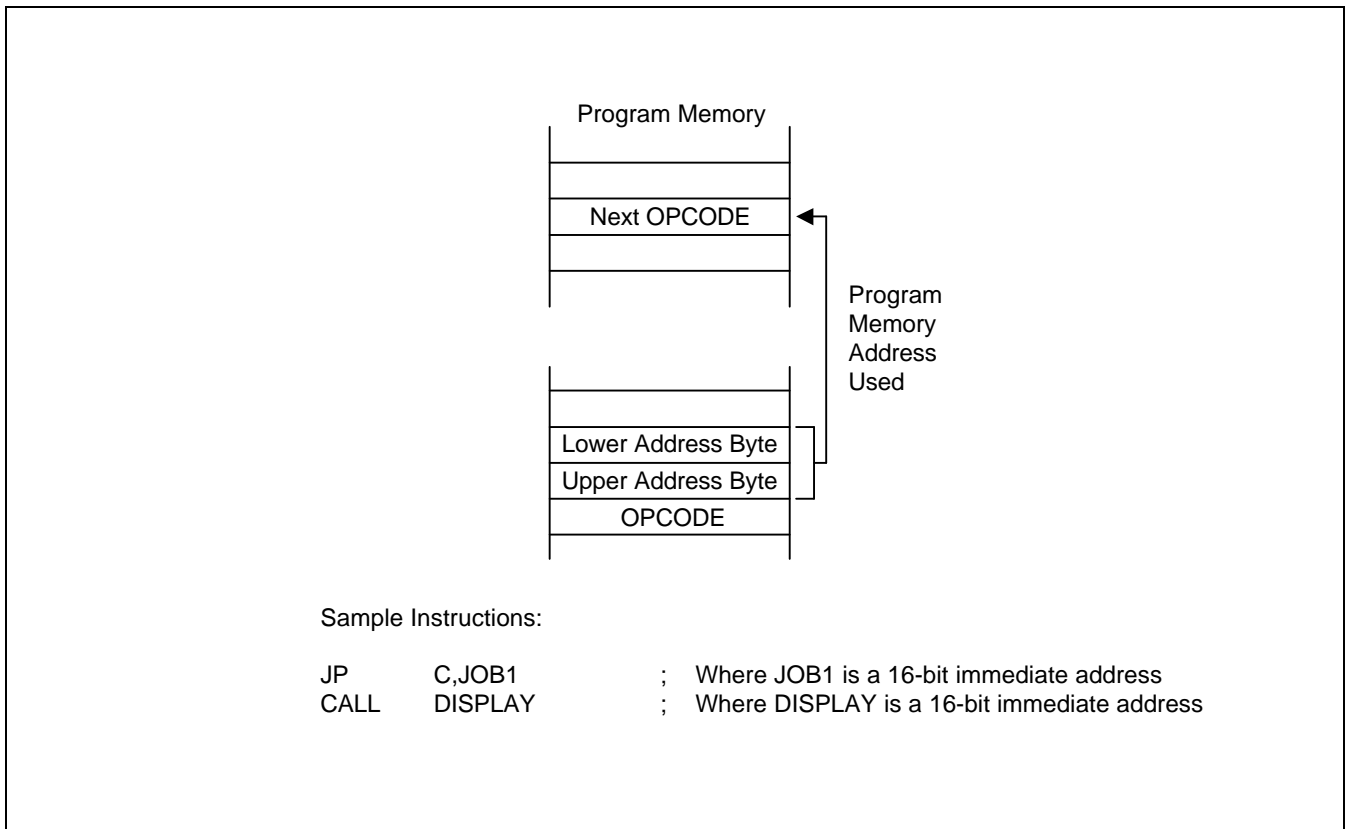 Program Memory
Next OPCODE
Program
Memory
Address
Used
Lower Address Byte
Upper Address Byte
OPCODE
Sample Instructions:
JP C,JOB1 ; Where JOB1 is a 16-bit immediate address
CALL DISPLAY ; Where DISPLAY is a 16-bit immediate address